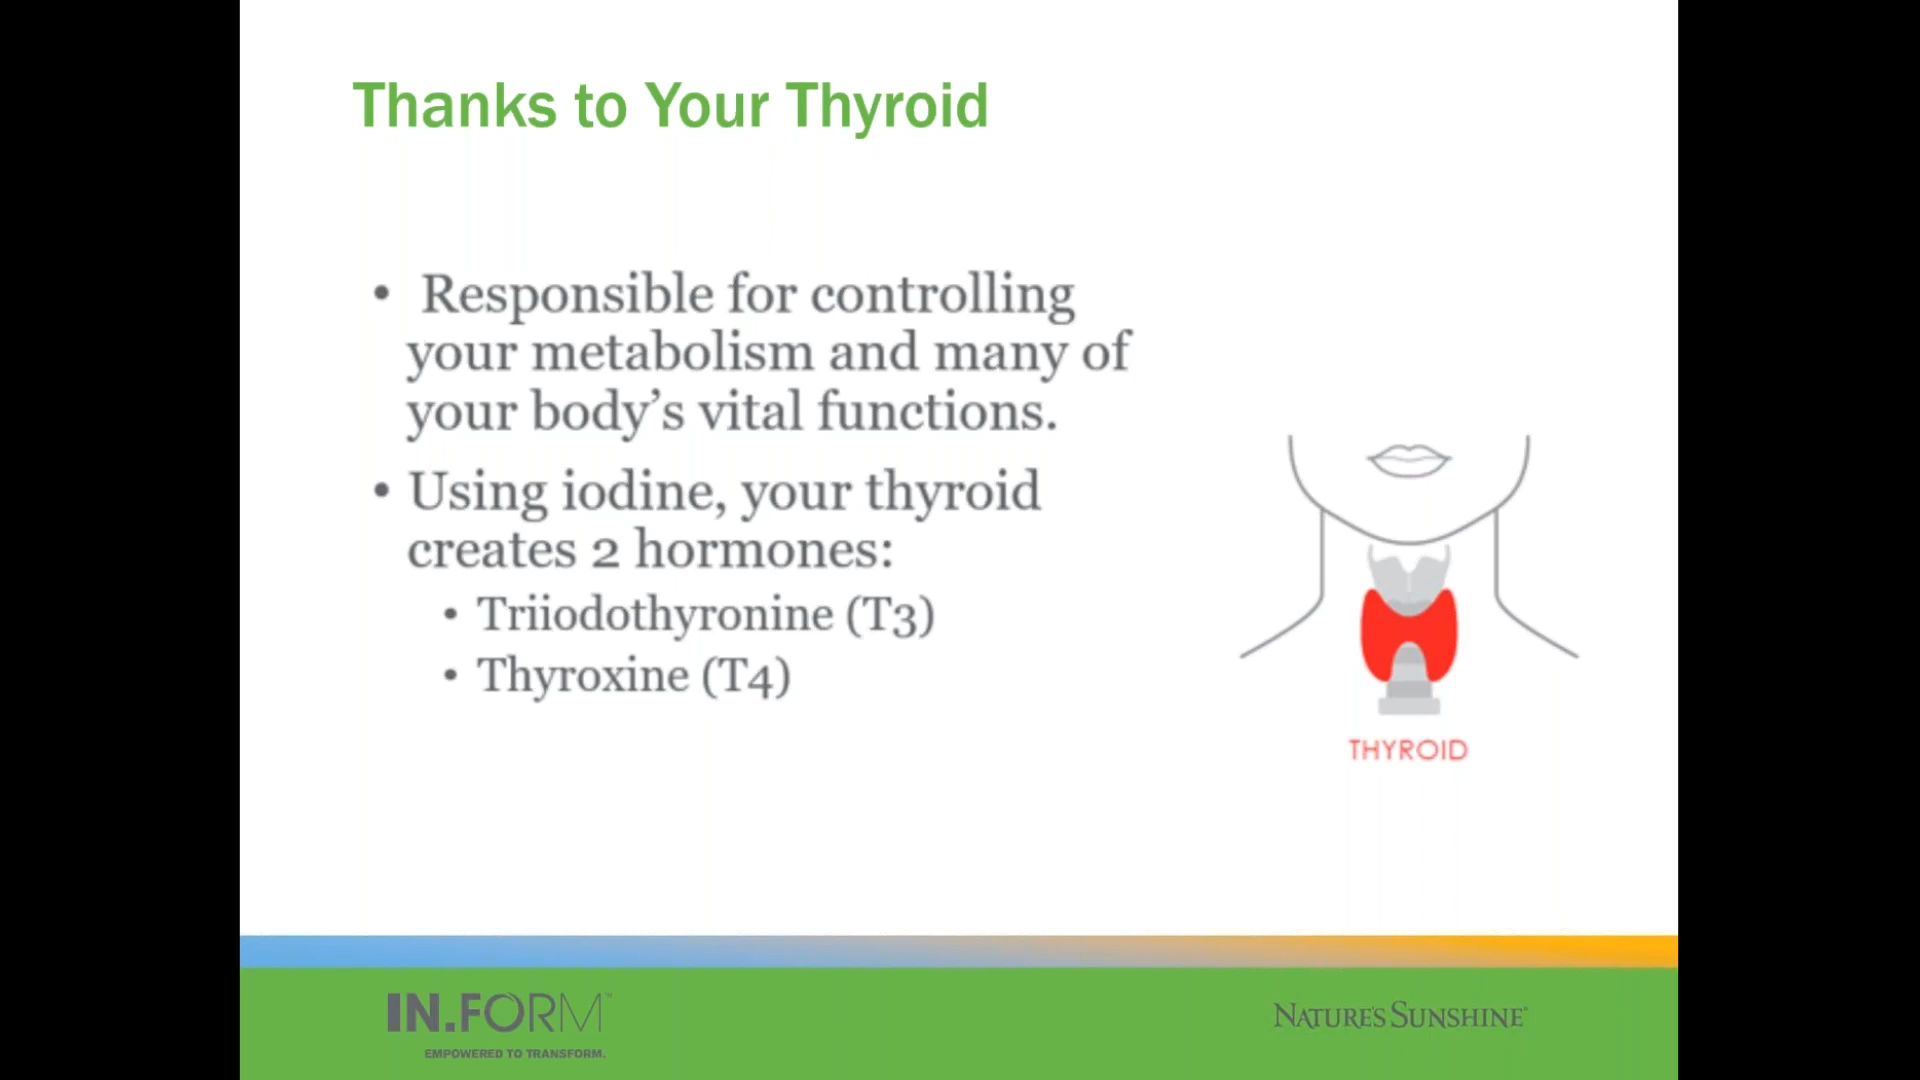 Thanks to Your Thyroid
• Responsible for controlling
your metabolism and many of
your body’s vital functions.
• Using iodine, your thyroid
creates 2 hormones:
• Triiodothyronine (T3)
• Thyroxine (T4)
THYROID
IN.FORM™
EMPOWERED TO TRANSFORM.
NATURE'S SUNSHINE®